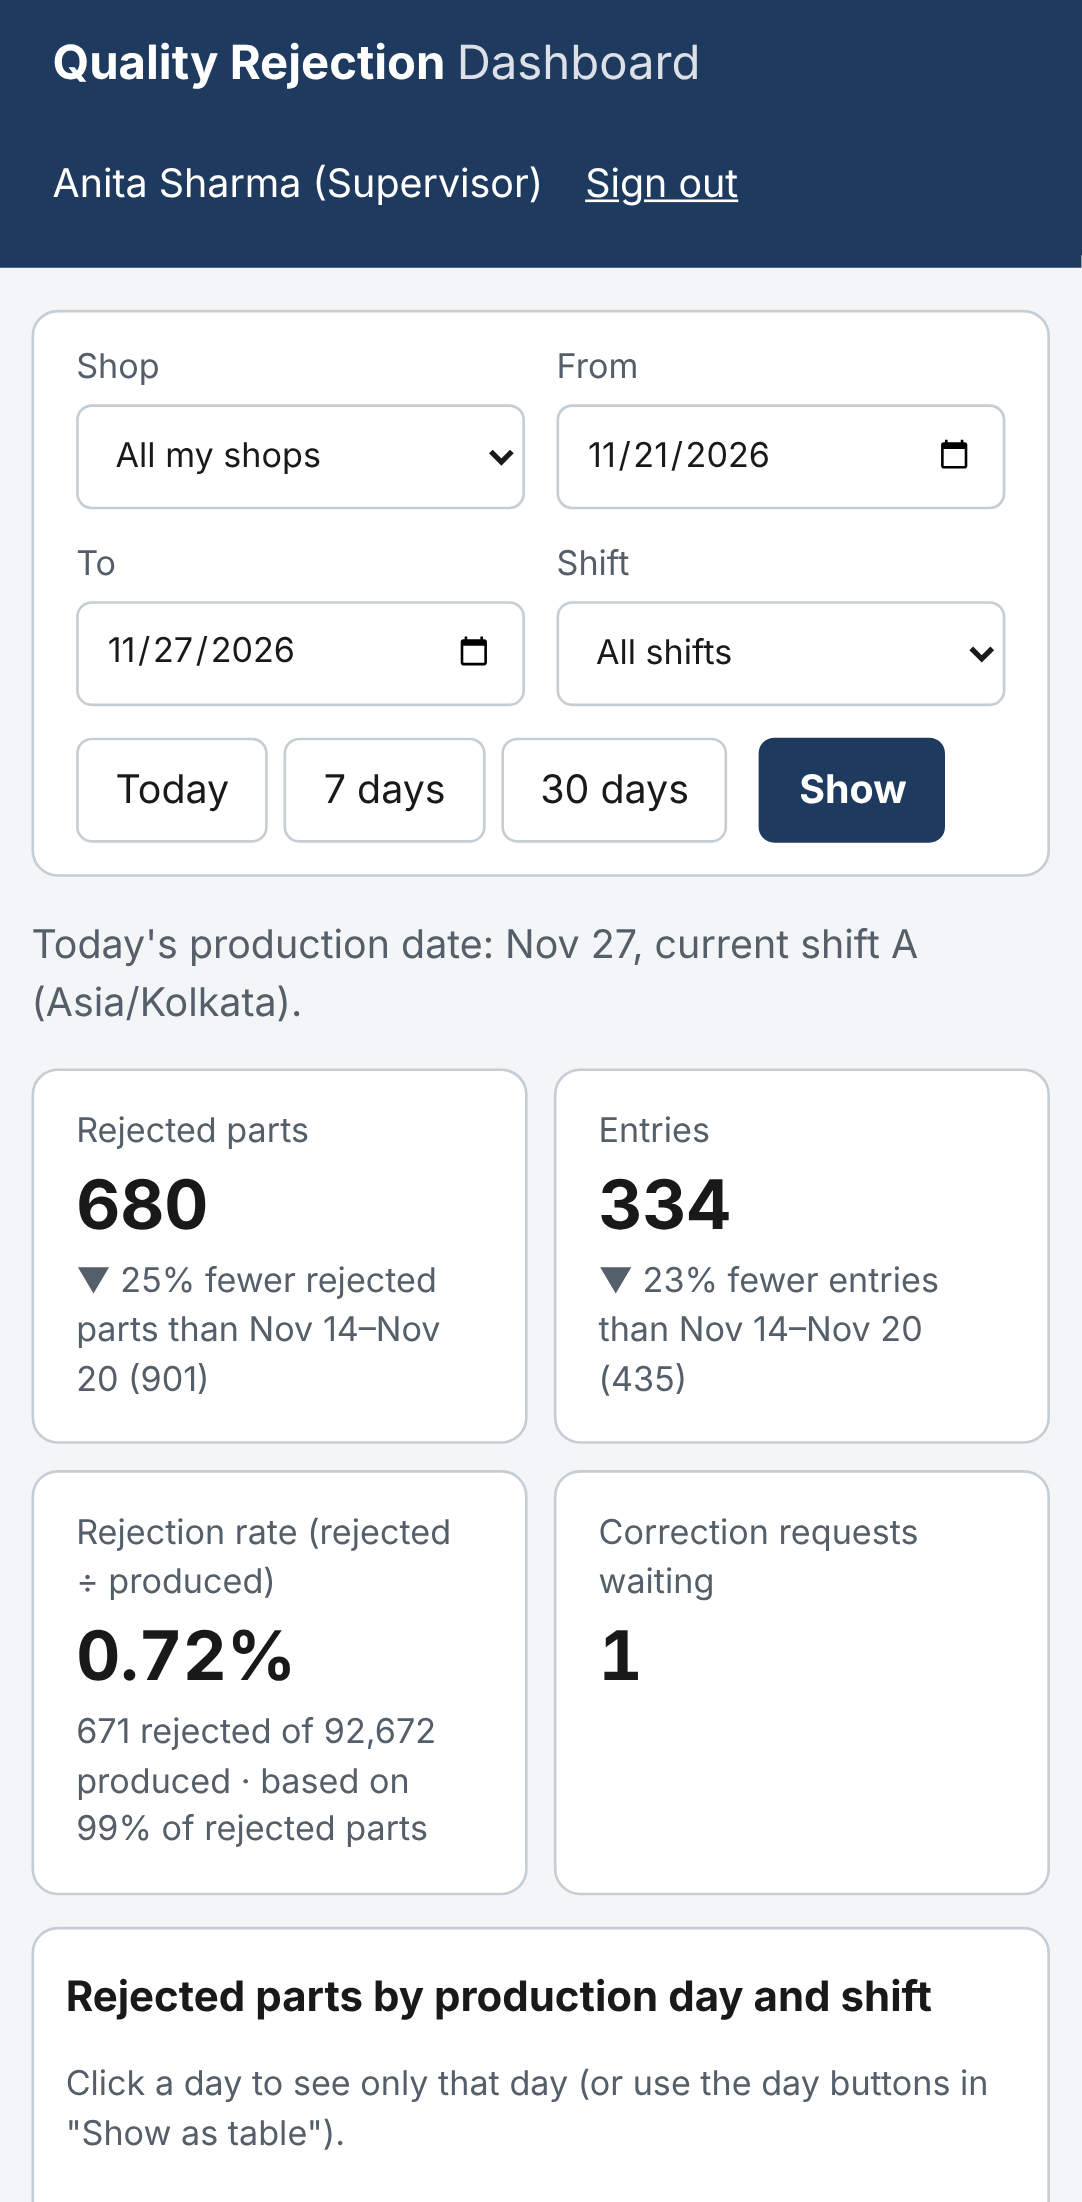 Quality Rejection Dashboard
Anita Sharma (Supervisor) Sign out
Shop From
All my shops 11/21/2026
To Shift
11/27/2026 All shifts
Today 7 days 30 days Show
Today's production date: Nov 27, current shift A
(Asia/Kolkata).
Rejected parts
680
▼ 25% fewer rejected
parts than Nov 14–Nov
20 (901)
Entries
334
▼ 23% fewer entries
than Nov 14–Nov 20
(435)
Rejection rate (rejected
÷ produced)
0.72%
671 rejected of 92,672
produced · based on
99% of rejected parts
Correction requests
waiting
1
Rejected parts by production day and shift
Click a day to see only that day (or use the day buttons in
"Show as table").